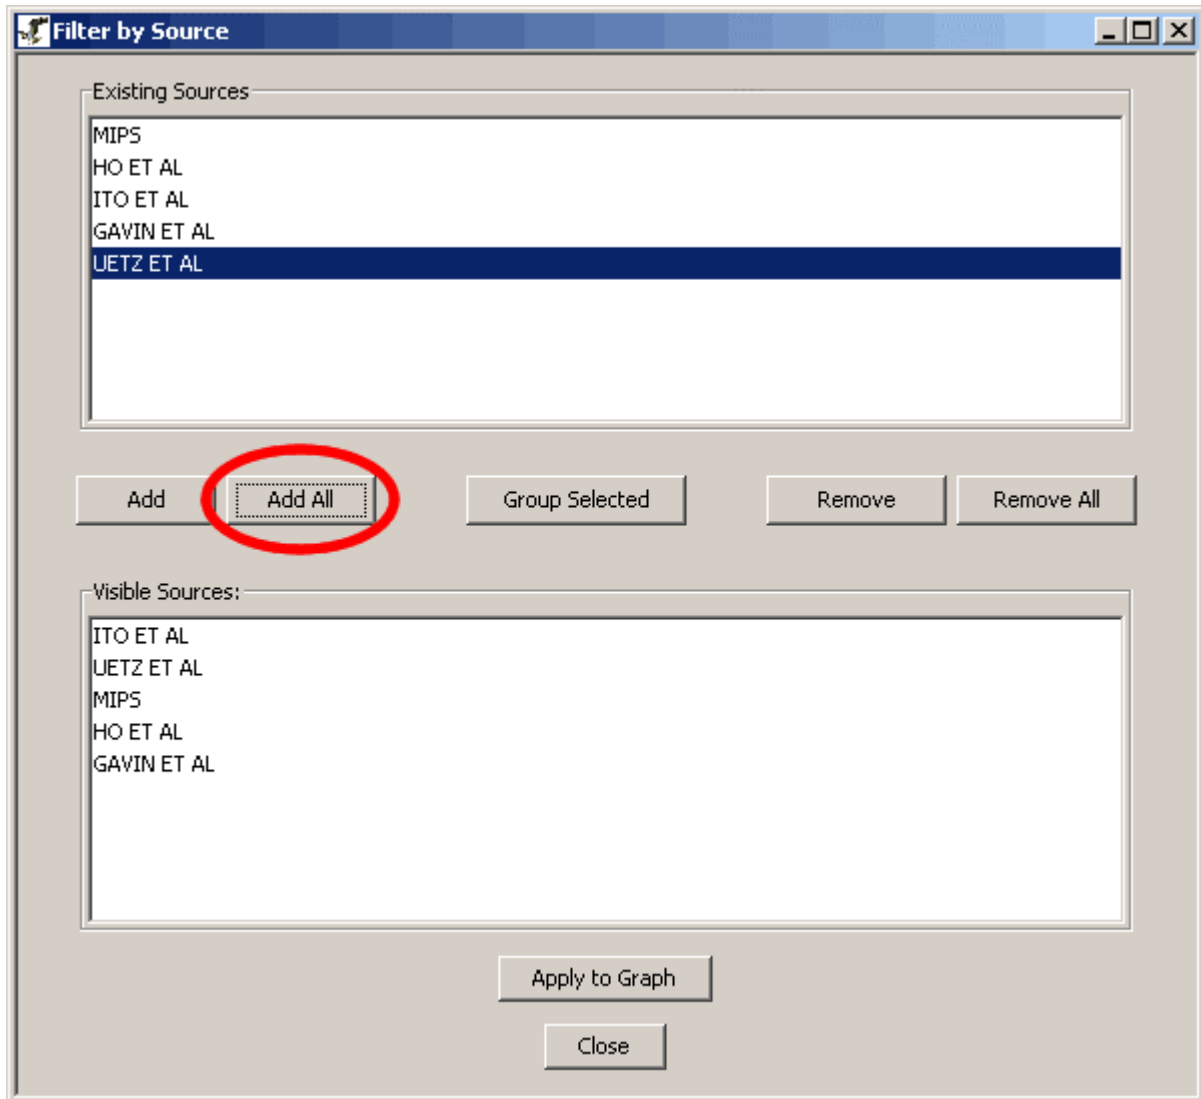 Filter by Source
Existing Sources
MIPS
HO ET AL
ITO ET AL
GAVIN ET AL
UETZ ET AL
Add
Add All
Group Selected
Remove
Remove All
Visible Sources:
ITO ET AL
UETZ ET AL
MIPS
HO ET AL
GAVIN ET AL
Apply to Graph
Close